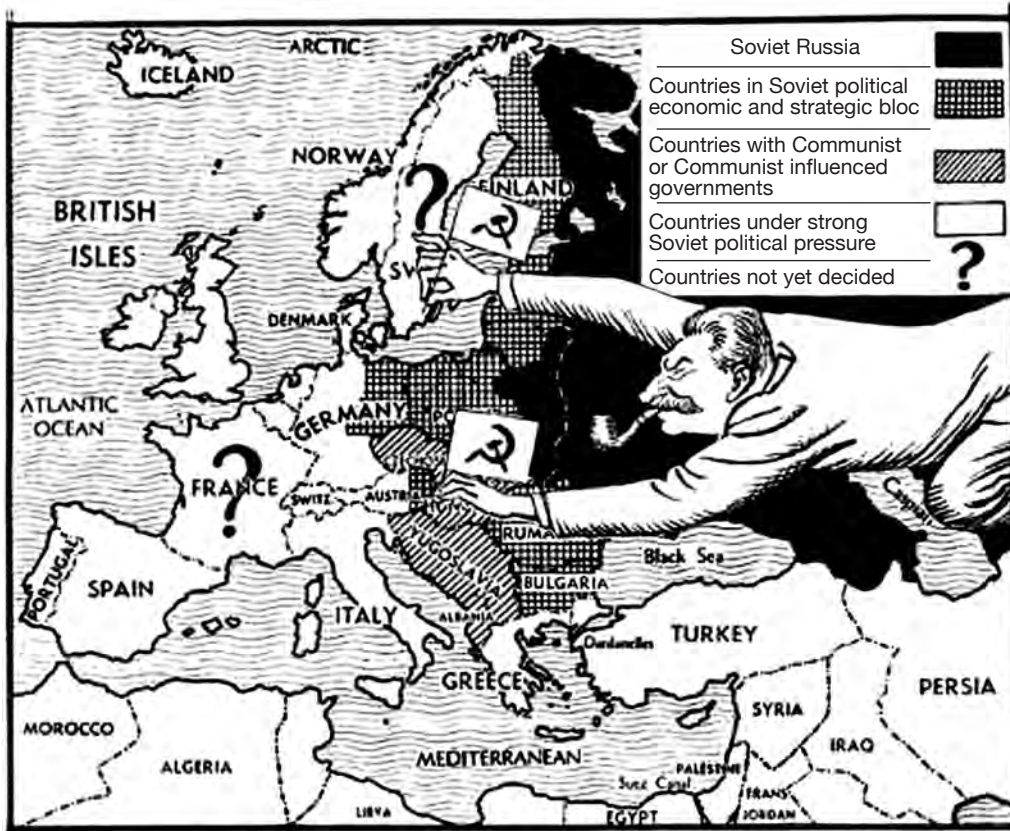 ARCTIC
ICELAND
NORWAY
FINLAND
BRITISH
ISLES
?
SW
DENMARK
ATLANTIC
OCEAN
GERMANY
PO
FRANCE
?
SWITZ
AUSTRIA
RUMA
YUGOSLAVIA
BULGARIA
Black Sea
Caspian
PORTUGAL
SPAIN
ITALY
ALBANIA
Dardanelles
TURKEY
GREECE
PERSIA
MOROCCO
ALGERIA
MEDITERRANEAN
SYRIA
IRAQ
PALESTINE
Suez Canal
TRANS
JORDAN
LIBYA
EGYPT
Soviet Russia
Countries in Soviet political
economic and strategic bloc
Countries with Communist
or Communist influenced
governments
Countries under strong
Soviet political pressure
Countries not yet decided
?